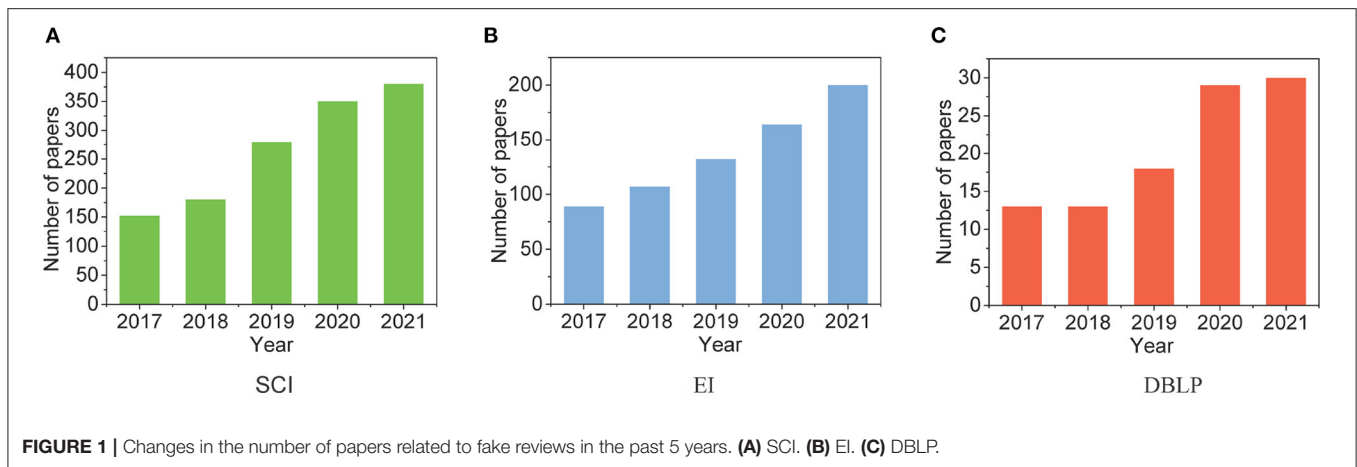 A
Number of papers
400
350
300
250
200
150
100
50
0
2017 2018 2019 2020 2021
Year
SCI
B
Number of papers
200
150
100
50
0
2017 2018 2019 2020 2021
Year
EI
C
Number of papers
30
25
20
15
10
5
0
2017 2018 2019 2020 2021
Year
DBLP
FIGURE 1 | Changes in the number of papers related to fake reviews in the past 5 years. (A) SCI. (B) EI. (C) DBLP.